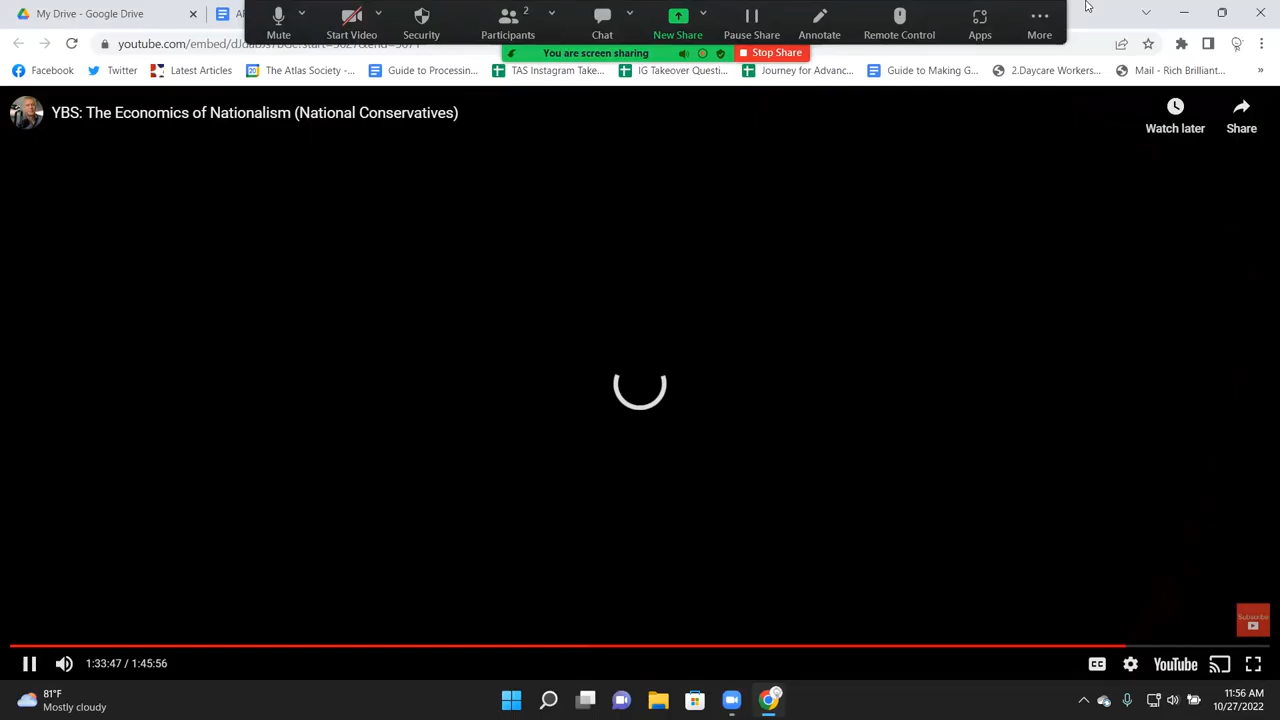 My Drive - Google Drive
Mute
Start Video
Security
2
Participants
Chat
New Share
Pause Share
Annotate
Remote Control
Apps
More
You are screen sharing
Stop Share
Facebook
Twitter
Latest Articles
The Atlas Society -...
Guide to Processin...
TAS Instagram Take...
IG Takeover Questi...
Journey for Advanc...
Guide to Making G...
2.Daycare Workers...
Mail - Rich Brilliant...
»
YBS: The Economics of Nationalism (National Conservatives)
Watch later
Share
Subscribe
1:33:47 / 1:45:56
CC
YouTube
81°F
Mostly cloudy
11:56 AM
10/27/2022